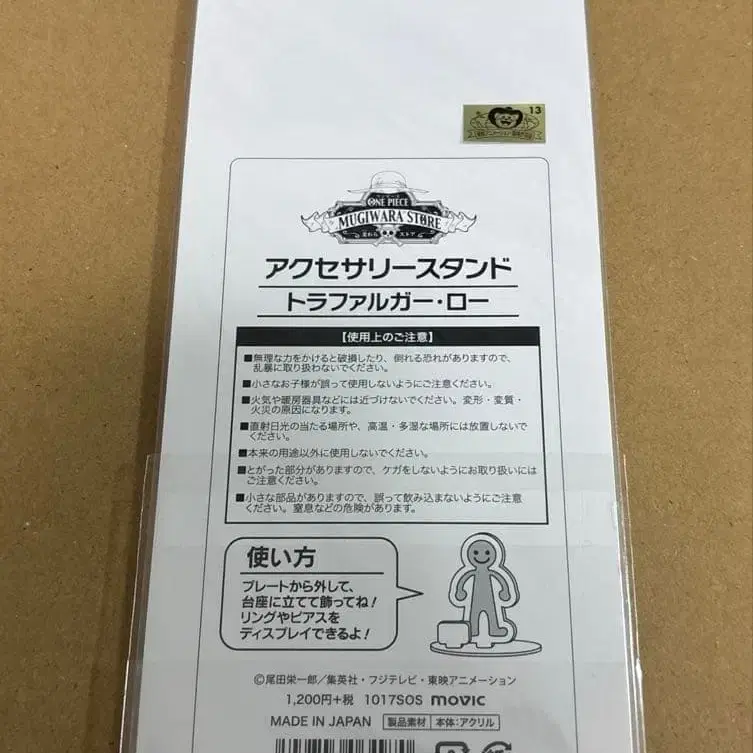 13
ONE PIECE
MUGIWARA STORE
麦わら ストア
アクセサリースタンド
トラファルガー・ロー
【使用上のご注意】
■無理な力をかけると破損したり、倒れる恐れがありますので、
乱暴に取り扱わないでください。
■小さなお子様が誤って使用しないようにご注意ください。
■火気や暖房器具などには近づけないでください。変形・変質・
火災の原因になります。
■直射日光の当たる場所や、高温・多湿な場所には放置しないで
ください。
■本来の用途以外に使用しないでください。
■とがった部分がありますので、ケガをしないようにお取り扱いには
ご注意ください。
■小さな部品がありますので、誤って飲み込まないようにご注意
ください。窒息などの危険があります。
使い方
プレートから外して、
台座に立てて飾ってね!
リングやピアスを
ディスプレイできるよ!
©尾田栄一郎/集英社・フジテレビ・東映アニメーション
1,200円+税 1017SOS movic
MADE IN JAPAN 製品素材 本体:アクリル